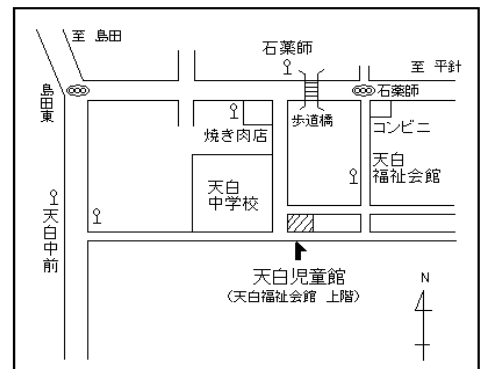 至 島田
石薬師
至 平針
島田東
石薬師
歩道橋
コンビニ
焼き肉店
天白
福祉会館
天白
中学校
天白中前
天白児童館
(天白福祉会館 上階)
N